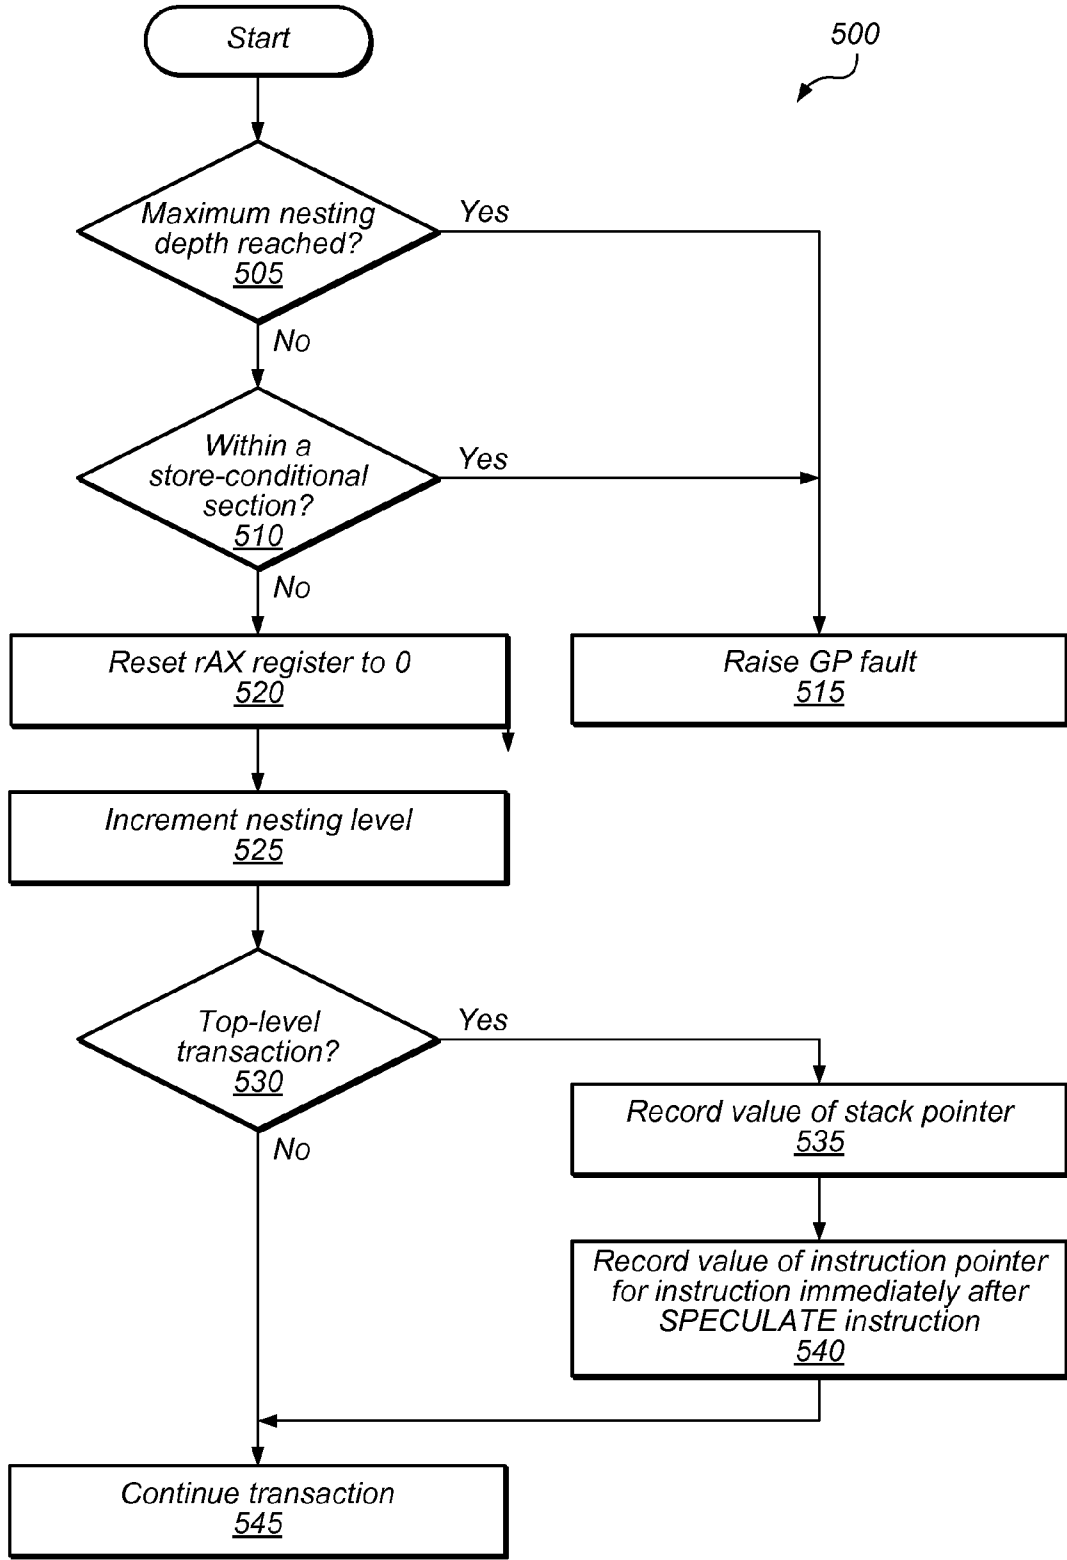 Start
500
Maximum nesting
depth reached?
505
Yes
No
Within a
store-conditional
section?
510
Yes
No
Reset rAX register to 0
520
Raise GP fault
515
Increment nesting level
525
Top-level
transaction?
530
Yes
No
Record value of stack pointer
535
Record value of instruction pointer
for instruction immediately after
SPECULATE instruction
540
Continue transaction
545